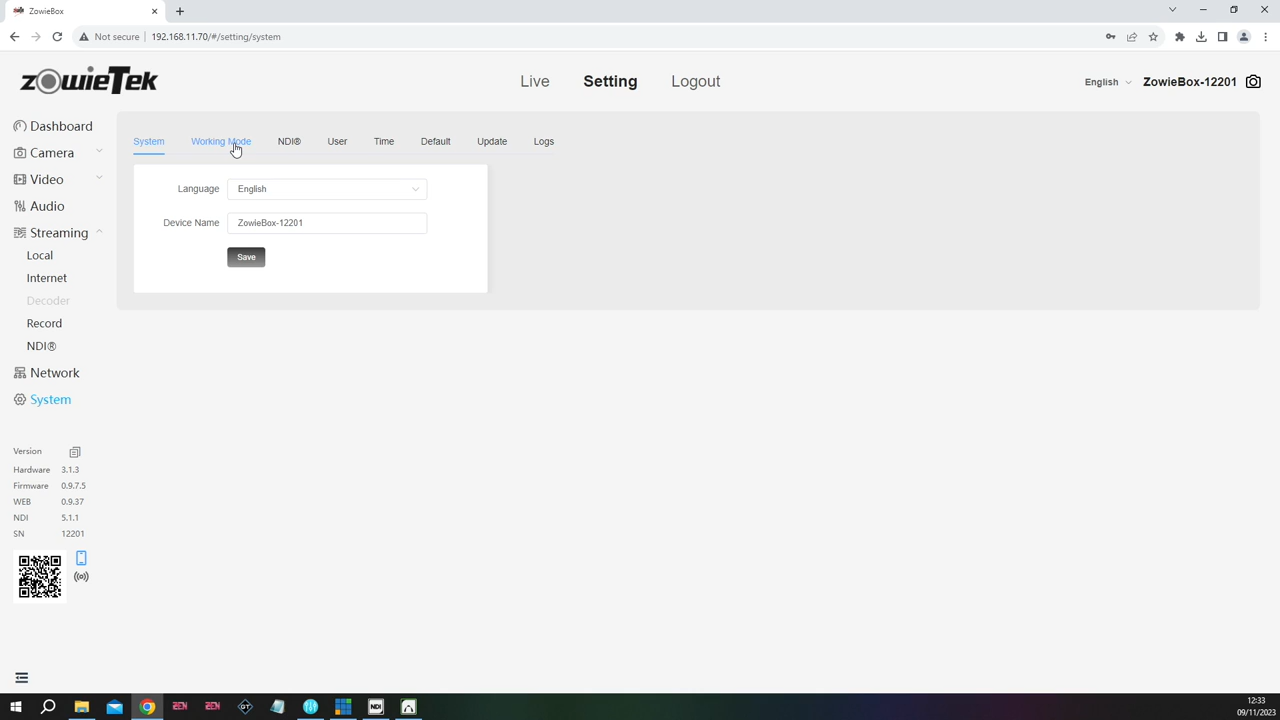 ZowieBox
Not secure 192.168.11.70/#/setting/system
zowieTek
Live Setting Logout
English ZowieBox-12201
Dashboard
Camera
Video
Audio
Streaming
Local
Internet
Decoder
Record
NDI®
Network
System
System Working Mode NDI® User Time Default Update Logs
Language English
Device Name ZowieBox-12201
Save
Version
Hardware 3.1.3
Firmware 0.9.7.5
WEB 0.9.37
NDI 5.1.1
SN 12201
GT NDI
12:33
09/11/2023